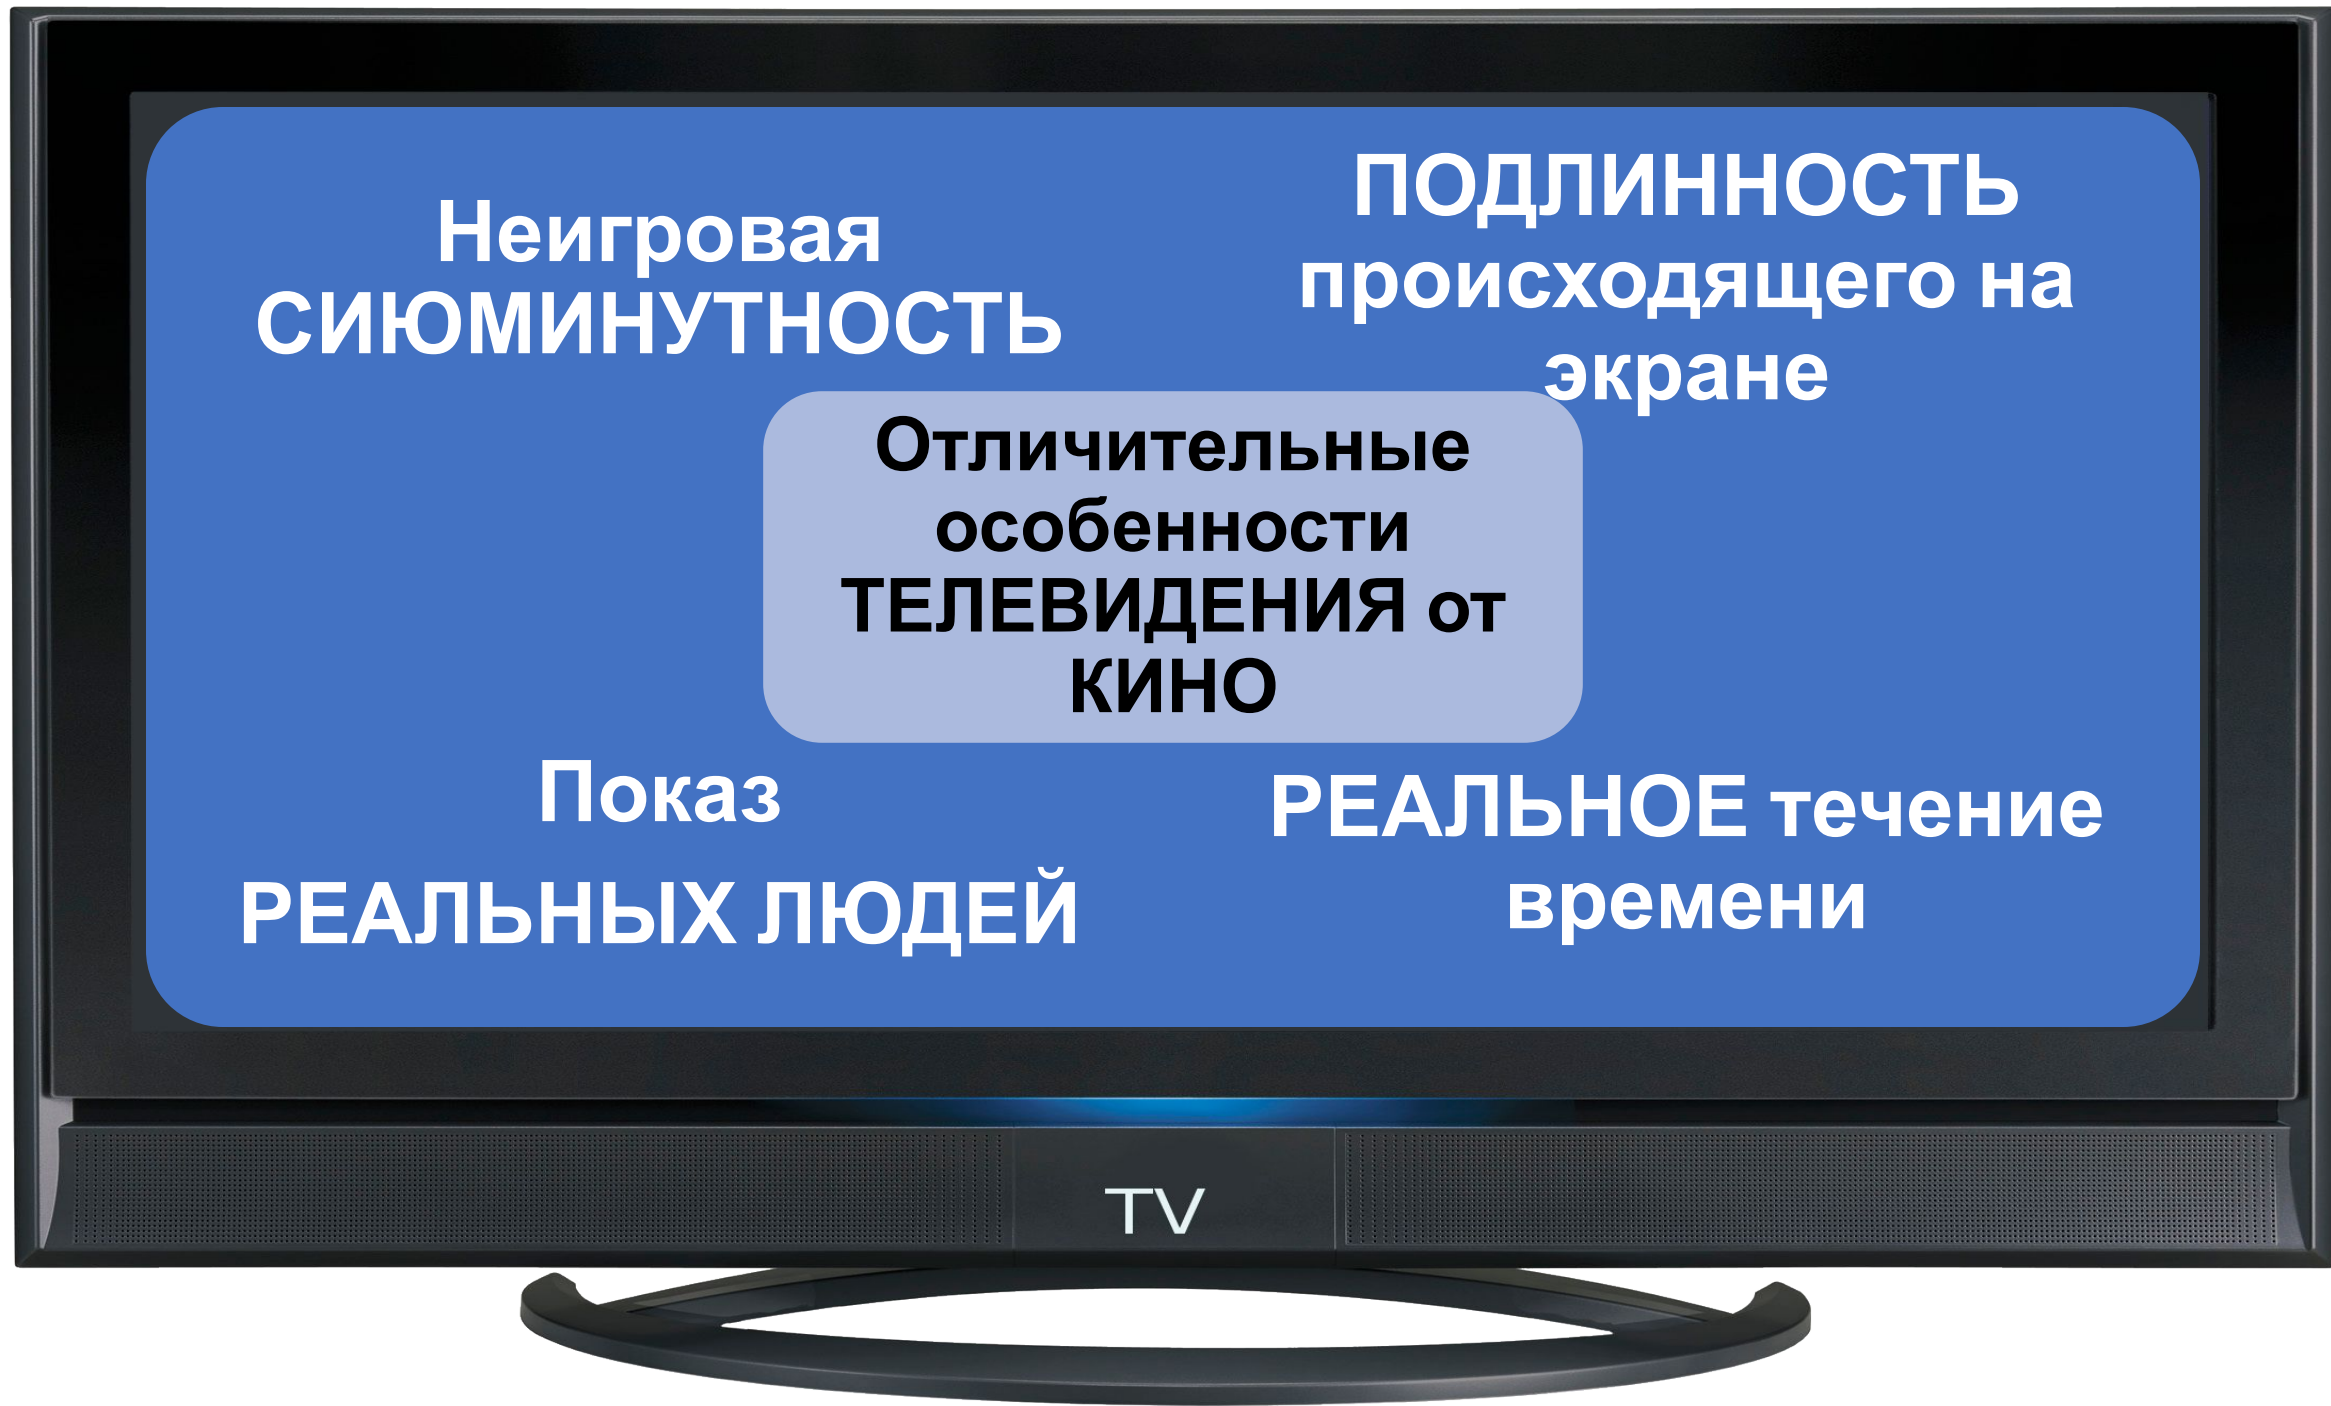 Неигровая
СИЮМИНУТНОСТЬ
ПОДЛИННОСТЬ
происходящего на
экране
Отличительные
особенности
ТЕЛЕВИДЕНИЯ от
КИНО
Показ
РЕАЛЬНЫХ ЛЮДЕЙ
РЕАЛЬНОЕ течение
времени
TV